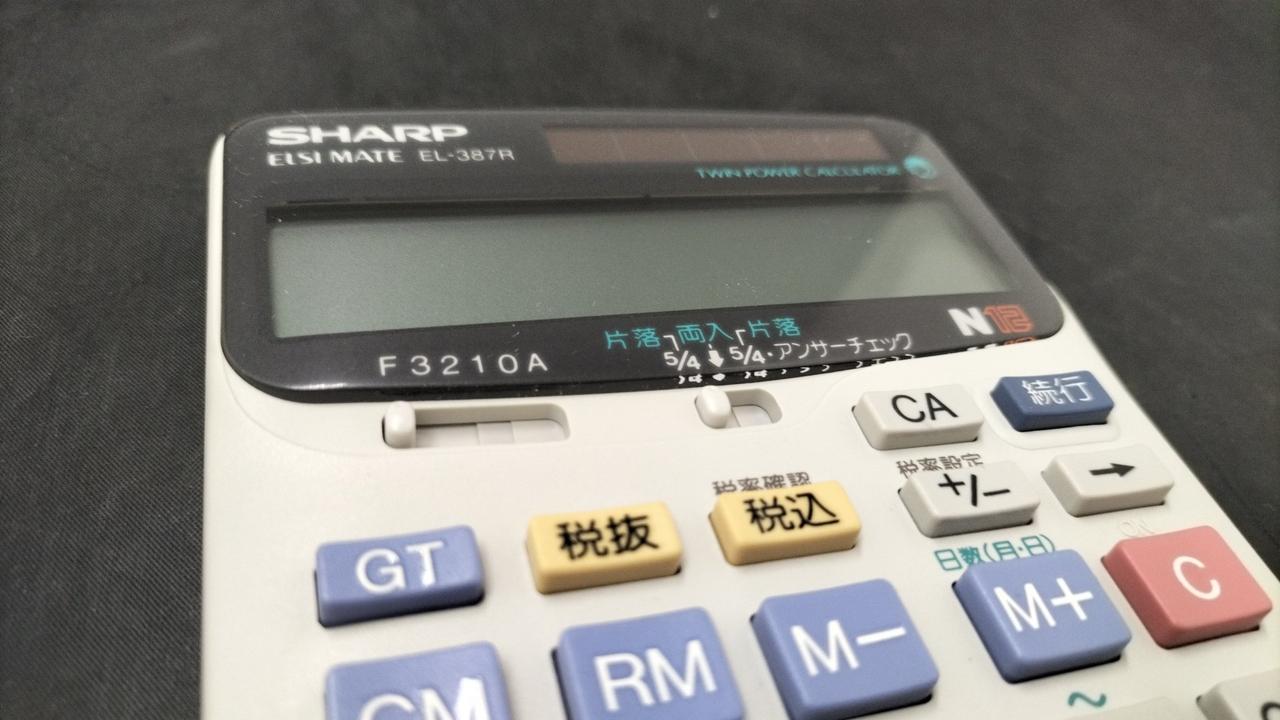 SHARP
ELSI MATE EL-387R
TWIN POWER CALCULATOR
N12
片落 両入 片落
5/4 5/4・アンサーチェック
F3210A
CA
続行
税率確認
税率設定
税抜
税込
+/−
→
日数(月・日)
ON
GT
M+
C
CM
RM
M−
~